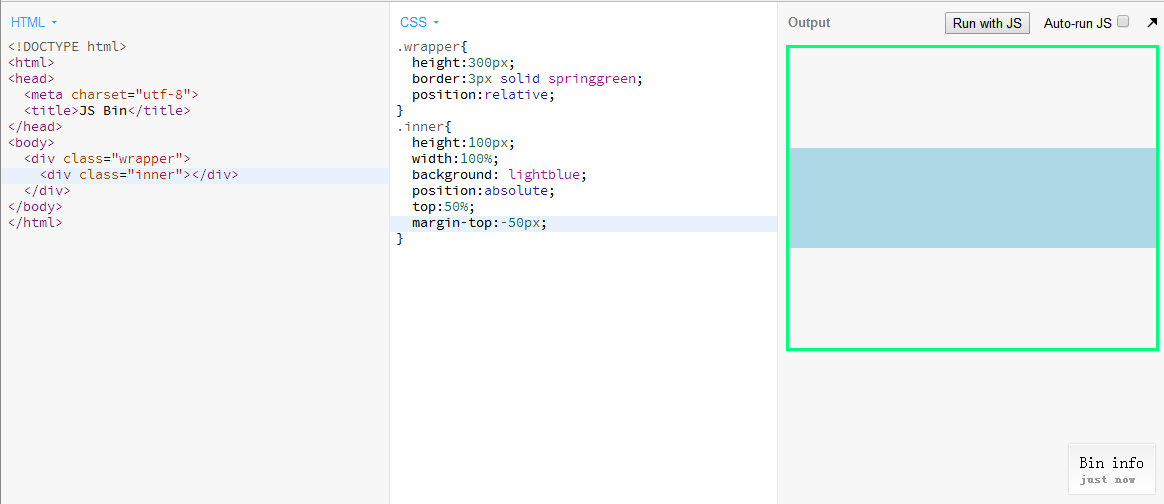 HTML
<!DOCTYPE html>
<html>
<head>
  <meta charset="utf-8">
  <title>JS Bin</title>
</head>
<body>
  <div class="wrapper">
    <div class="inner"></div>
  </div>
</body>
</html>
CSS
.wrapper{
  height:300px;
  border:3px solid springgreen;
  position:relative;
}
.inner{
  height:100px;
  width:100%;
  background: lightblue;
  position:absolute;
  top:50%;
  margin-top:-50px;
}
Output
Run with JS
Auto-run JS
Bin info
just now